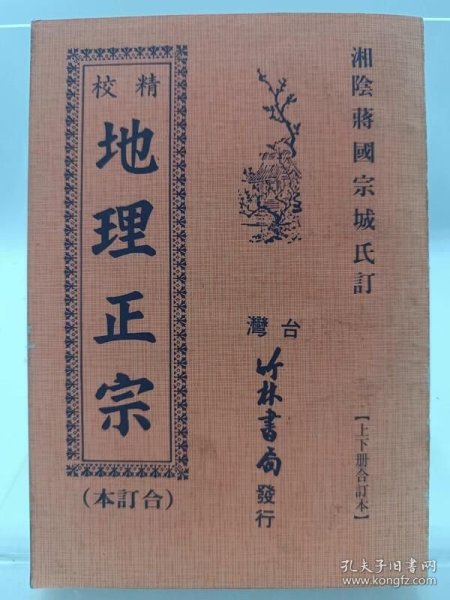 湘陰蔣國宗城氏訂
【上下册合訂本】
台灣
竹林書局發行
精校
地理正宗
(合訂本)
孔夫子旧书网
www.kongfz.com